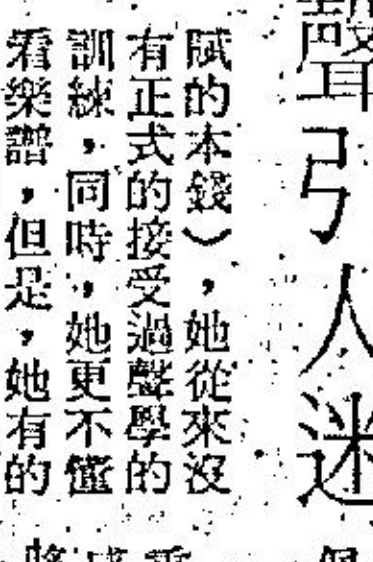 聲引人迷
賦的本錢），她從來沒
有正式的接受過聲學的
訓練，同時，她更不懂
看樂譜，但是，她有的